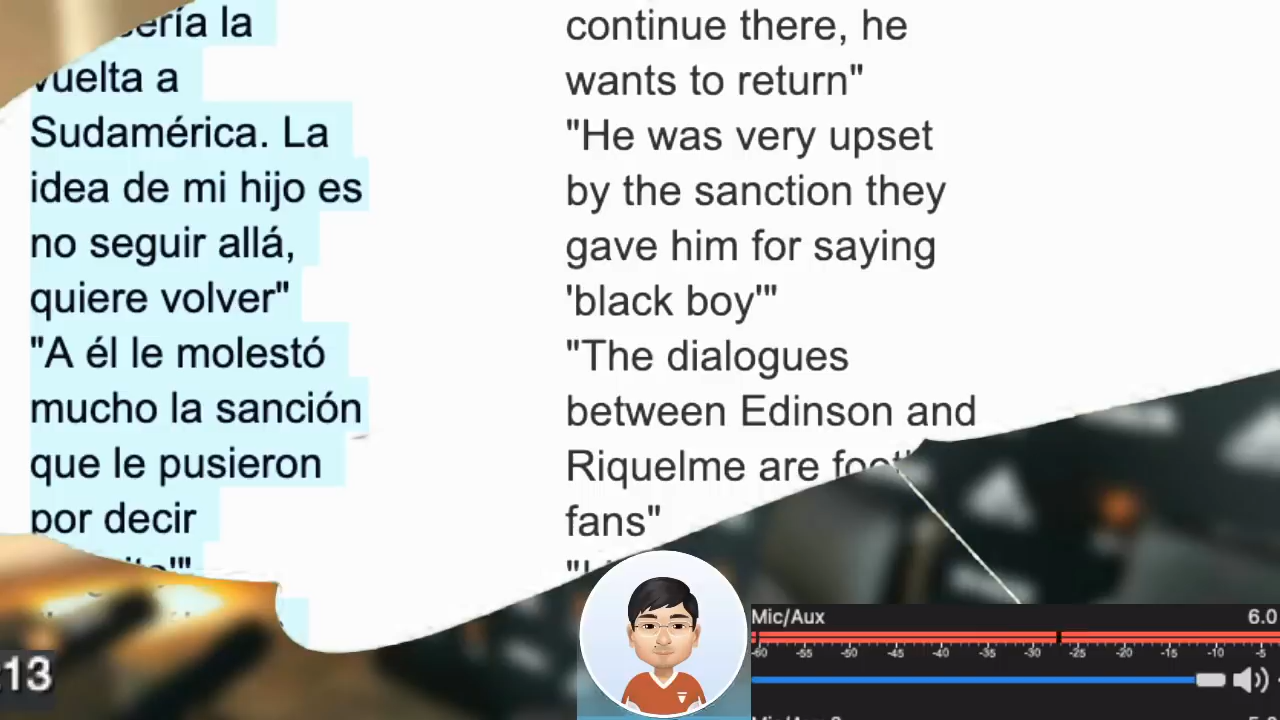 ería la
vuelta a
Sudamérica. La
idea de mi hijo es
no seguir allá,
quiere volver"
"A él le molestó
mucho la sanción
que le pusieron
por decir
continue there, he
wants to return"
"He was very upset
by the sanction they
gave him for saying
'black boy'"
"The dialogues
between Edinson and
Riquelme are
fans"
:13
Mic/Aux 6.0
-60 -55 -50 -45 -40 -35 -30 -25 -20 -15 -10 -5